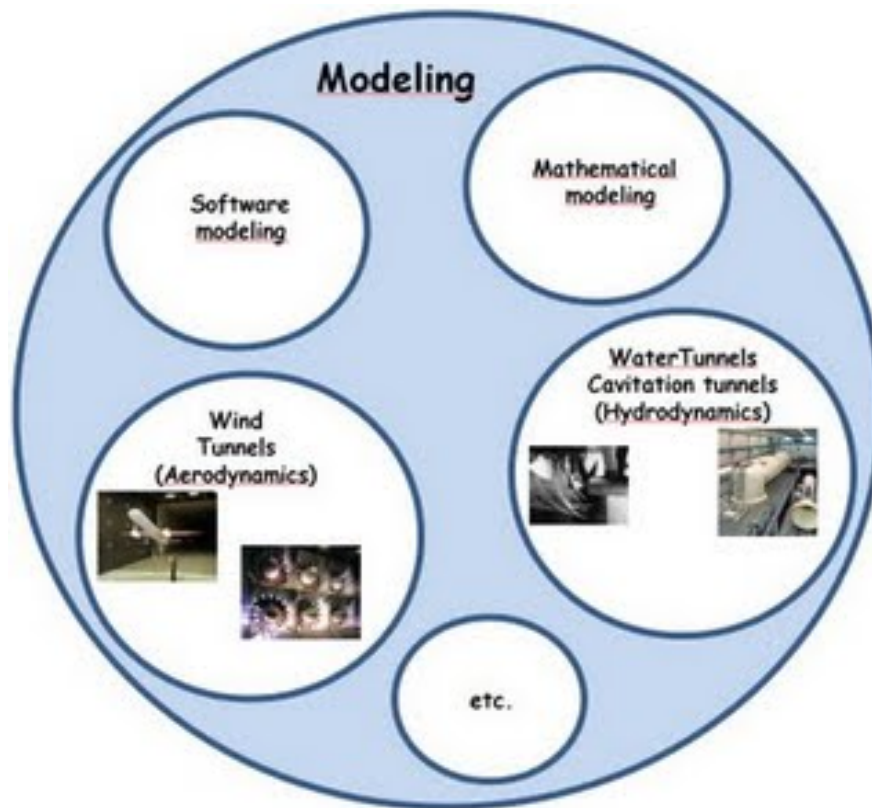 Modeling
Software
modeling
Mathematical
modeling
Wind
Tunnels
(Aerodynamics)
WaterTunnels
Cavitation tunnels
(Hydrodynamics)
etc.